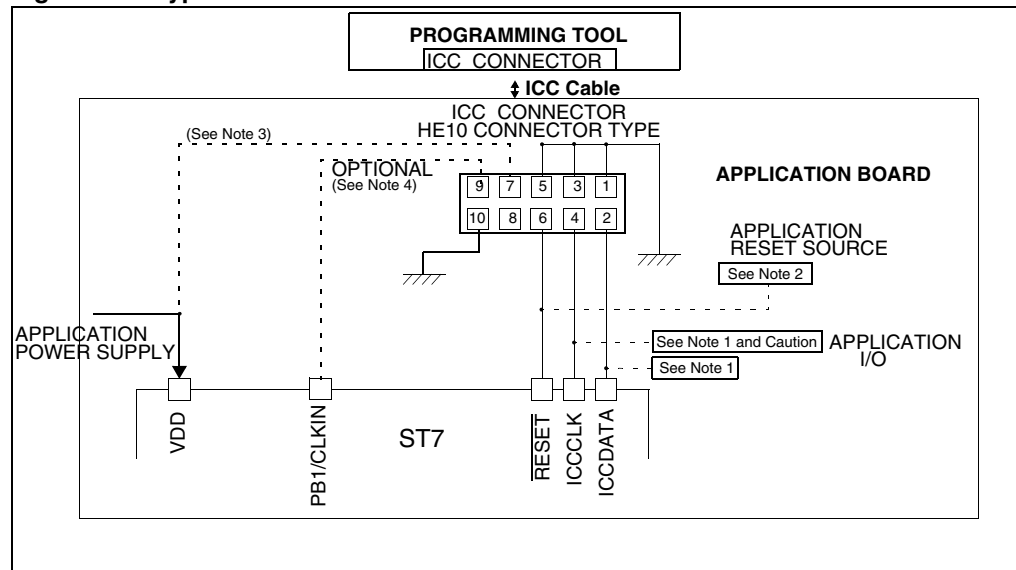 PROGRAMMING TOOL
ICC CONNECTOR
ICC Cable
ICC CONNECTOR
HE10 CONNECTOR TYPE
(See Note 3)
OPTIONAL
(See Note 4)
9 7 5 3 1
10 8 6 4 2
APPLICATION BOARD
APPLICATION
RESET SOURCE
See Note 2
APPLICATION
POWER SUPPLY
See Note 1 and Caution
APPLICATION
I/O
See Note 1
VDD
PB1/CLKIN
ST7
RESET
ICCCLK
ICCDATA